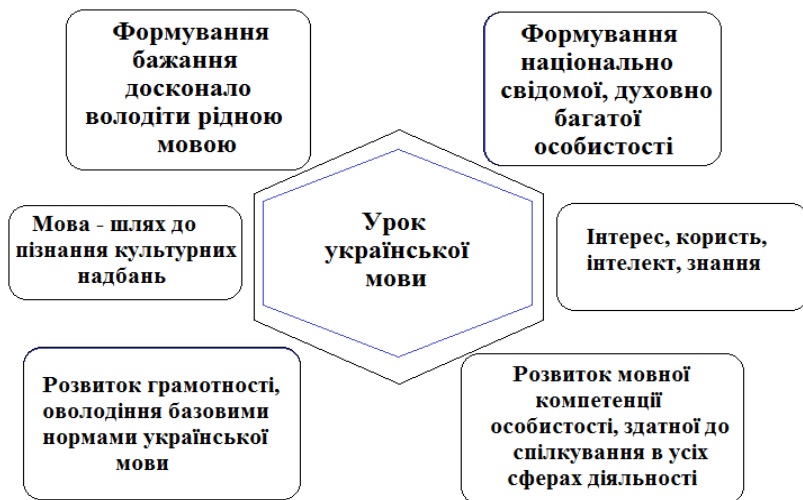 Формування
бажання
досконало
володіти рідною
мовою
Формування
національно
свідомої, духовно
багатої
особистості
Мова - шлях до
пізнання культурних
надбань
Урок
української
мови
Інтерес, користь,
інтелект, знання
Розвиток грамотності,
оволодіння базовими
нормами української
мови
Розвиток мовної
компетенції
особистості, здатної до
спілкування в усіх
сферах діяльності